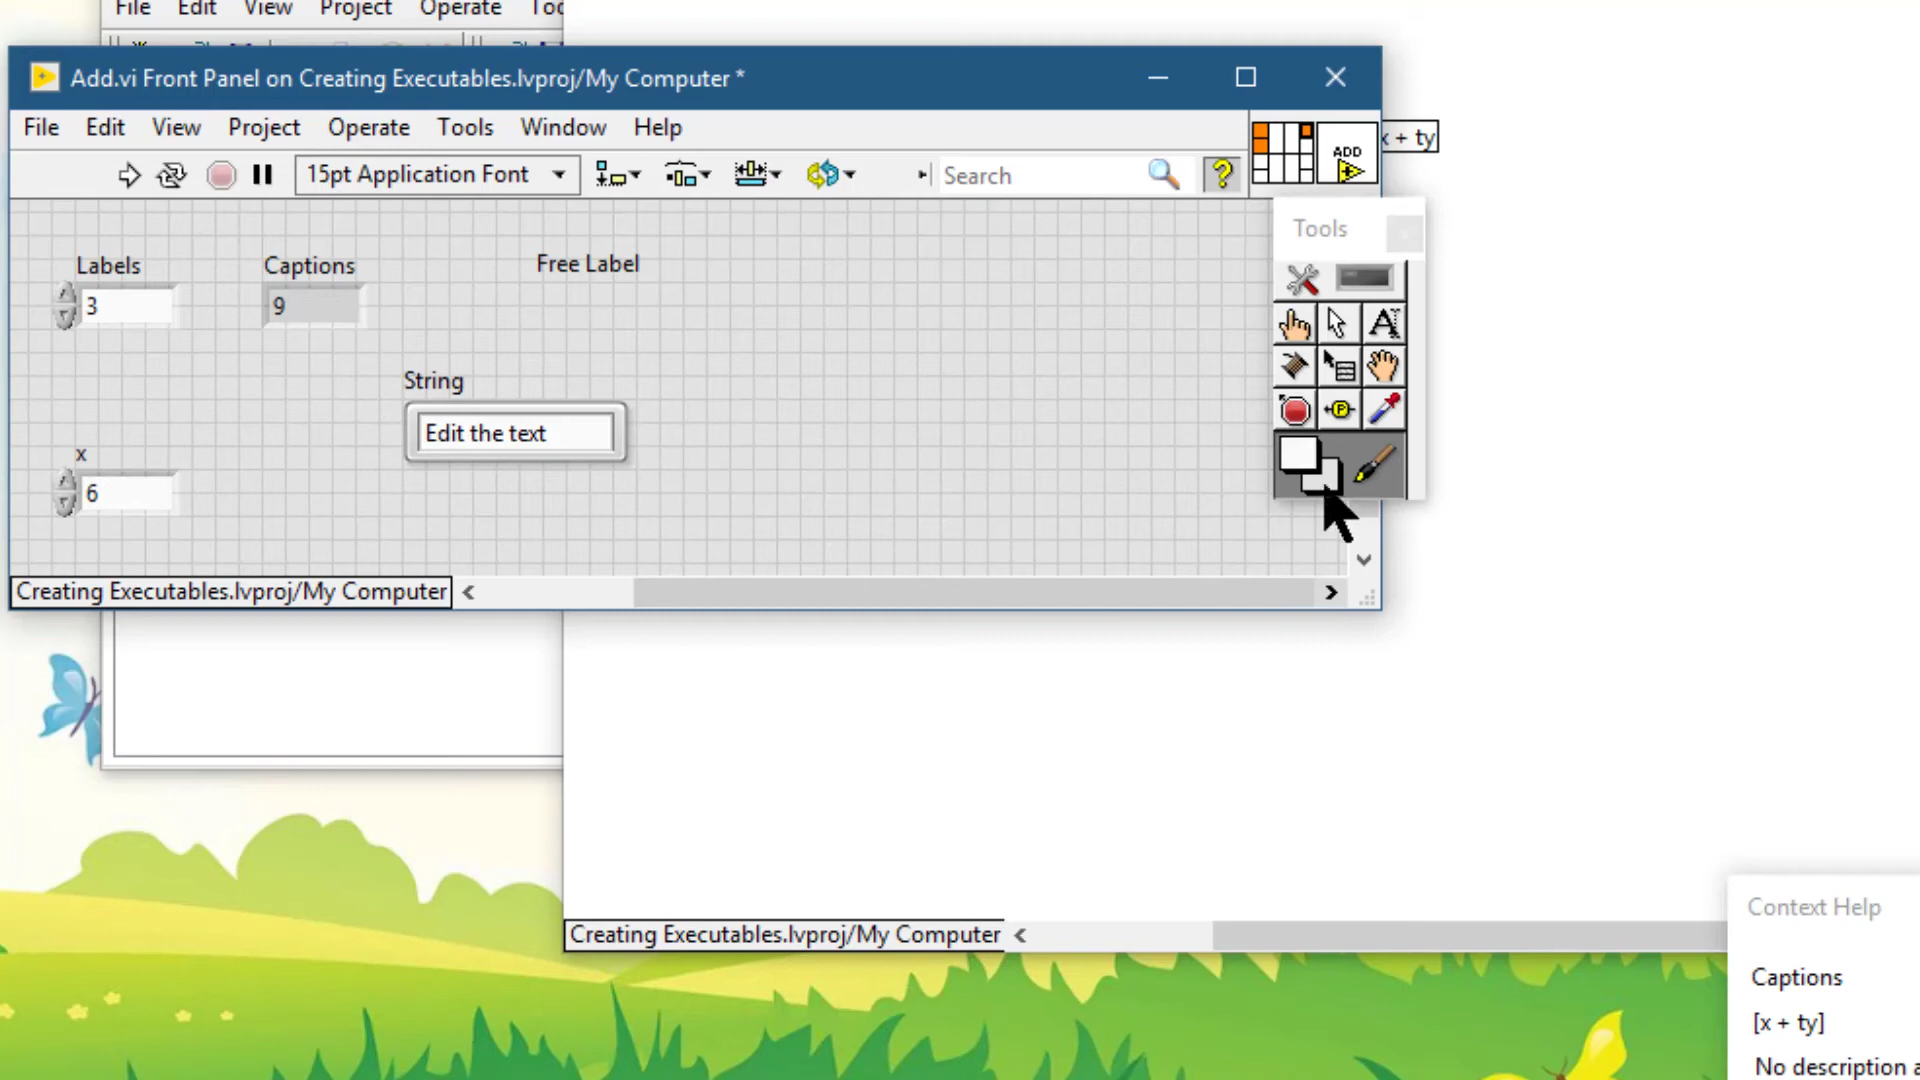 File Edit View Project Operate Too
Add.vi Front Panel on Creating Executables.lvproj/My Computer *
File Edit View Project Operate Tools Window Help
x + ty
ADD
15pt Application Font
Search
?
Tools
Labels
Captions
Free Label
3
9
String
Edit the text
x
6
P
Creating Executables.lvproj/My Computer
Creating Executables.lvproj/My Computer
Context Help
Captions
[x + ty]
No description a